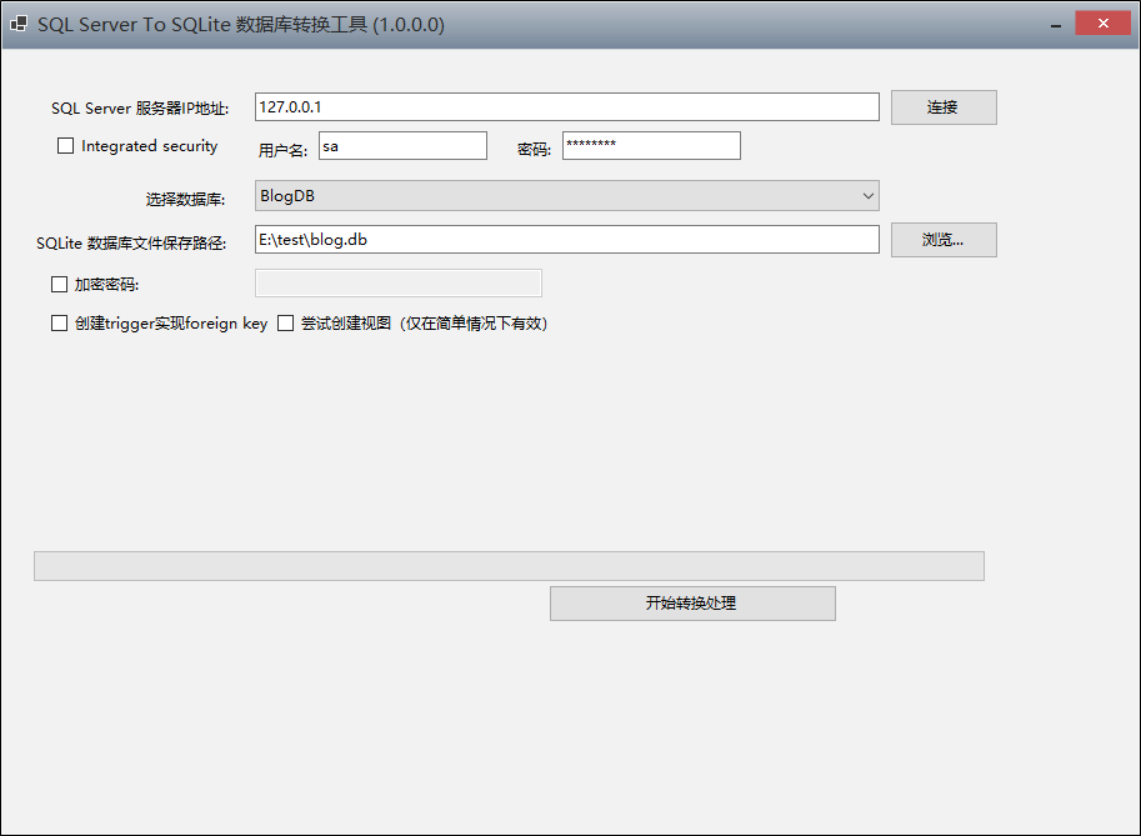 SQL Server To SQLite 数据库转换工具 (1.0.0.0)
SQL Server 服务器IP地址: 127.0.0.1 连接
Integrated security 用户名: sa 密码: ********
选择数据库: BlogDB
SQLite 数据库文件保存路径: E:\test\blog.db 浏览...
加密密码:
创建trigger实现foreign key 尝试创建视图（仅在简单情况下有效）
开始转换处理